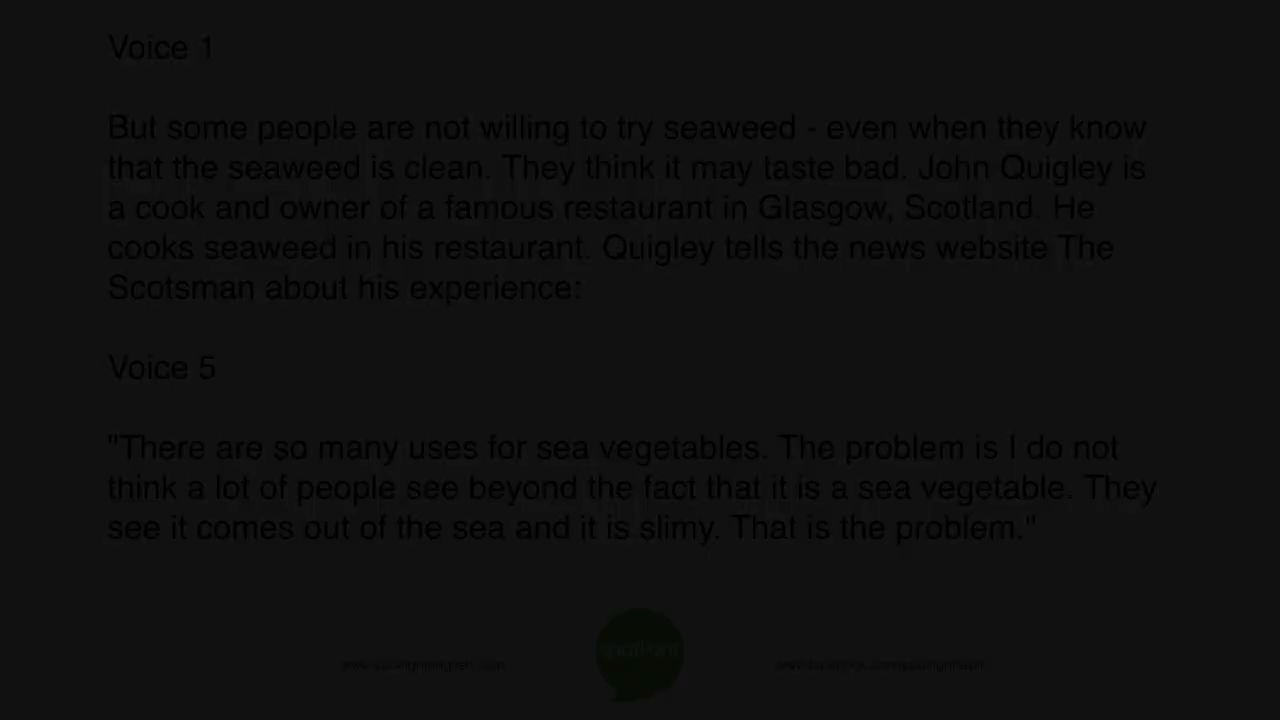 Voice 1
But some people are not willing to try seaweed - even when they know
that the seaweed is clean. They think it may taste bad. John Quigley is
a cook and owner of a famous restaurant in Glasgow, Scotland. He
cooks seaweed in his restaurant. Quigley tells the news website The
Scotsman about his experience:
Voice 5
"There are so many uses for sea vegetables. The problem is I do not
think a lot of people see beyond the fact that it is a sea vegetable. They
see it comes out of the sea and it is slimy. That is the problem."